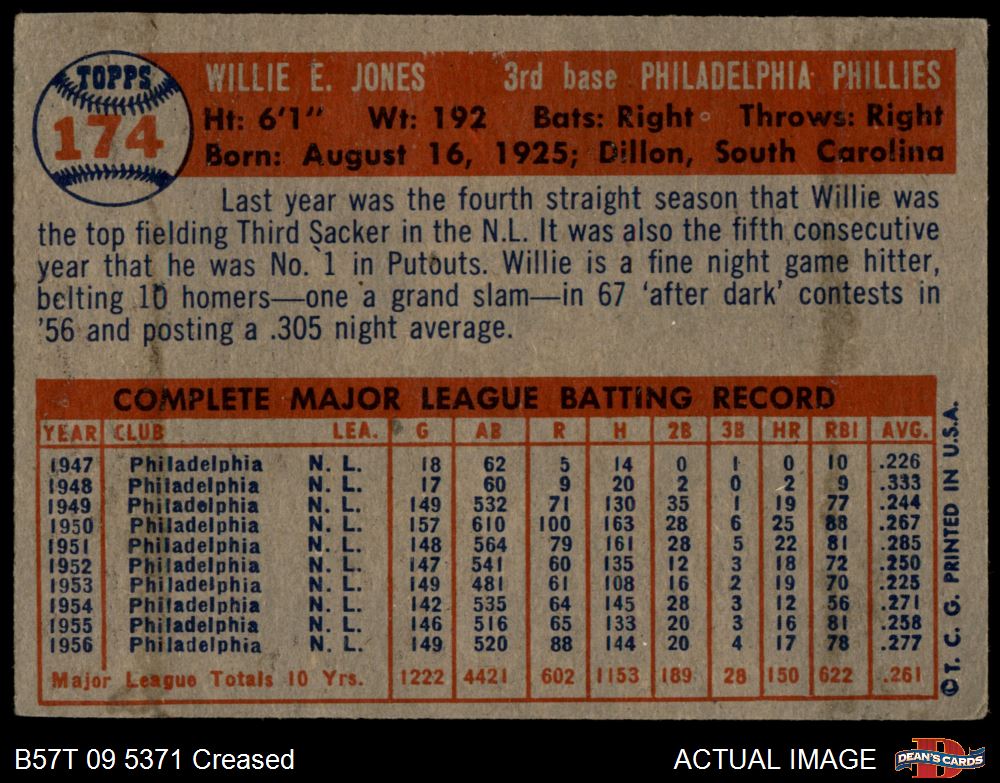 TOPPS
174
WILLIE E. JONES 3rd base PHILADELPHIA PHILLIES
Ht: 6'1" Wt: 192 Bats: Right Throws: Right
Born: August 16, 1925; Dillon, South Carolina
Last year was the fourth straight season that Willie was
the top fielding Third Sacker in the N.L. It was also the fifth consecutive
year that he was No. 1 in Putouts. Willie is a fine night game hitter,
belting 10 homers—one a grand slam—in 67 'after dark' contests in
'56 and posting a .305 night average.
COMPLETE MAJOR LEAGUE BATTING RECORD
YEAR CLUB LEA. G AB R H 2B 3B HR RBI AVG.
1947 Philadelphia N. L. 18 62 5 14 0 1 0 10 .226
1948 Philadelphia N. L. 17 60 9 20 2 0 2 9 .333
1949 Philadelphia N. L. 149 532 71 130 35 1 19 77 .244
1950 Philadelphia N. L. 157 610 100 163 28 6 25 88 .267
1951 Philadelphia N. L. 148 564 79 161 28 5 22 81 .285
1952 Philadelphia N. L. 147 541 60 135 12 3 18 72 .250
1953 Philadelphia N. L. 149 481 61 108 16 2 19 70 .225
1954 Philadelphia N. L. 142 535 64 145 28 3 12 56 .271
1955 Philadelphia N. L. 146 516 65 133 20 3 16 81 .258
1956 Philadelphia N. L. 149 520 88 144 20 4 17 78 .277
Major League Totals 10 Yrs. 1222 4421 602 1153 189 28 150 622 .261
©T. C. G. PRINTED IN U.S.A.
B57T 09 5371 Creased
ACTUAL IMAGE
D
DEAN'S CARDS